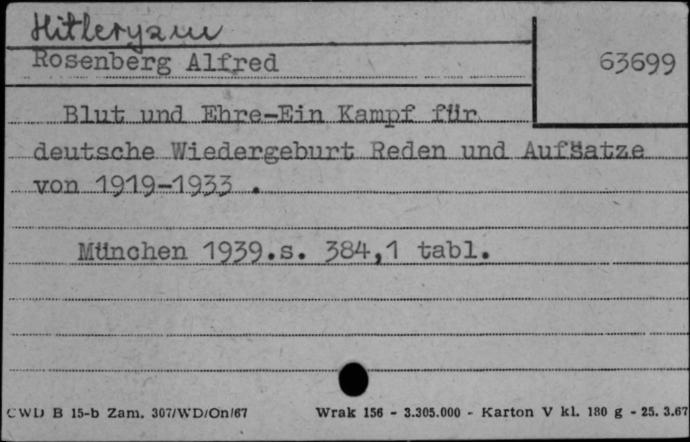 Hitleryzm
Rosenberg Alfred
63699
Blut und Ehre-Ein Kampf für
deutsche Wiedergeburt Reden und Aufsatze
von 1919-1933 .
München 1939.s. 384,1 tabl.
CWD B 15-b Zam. 307/WD/On/67 Wrak 156 - 3.305.000 - Karton V kl. 180 g - 25. 3.67